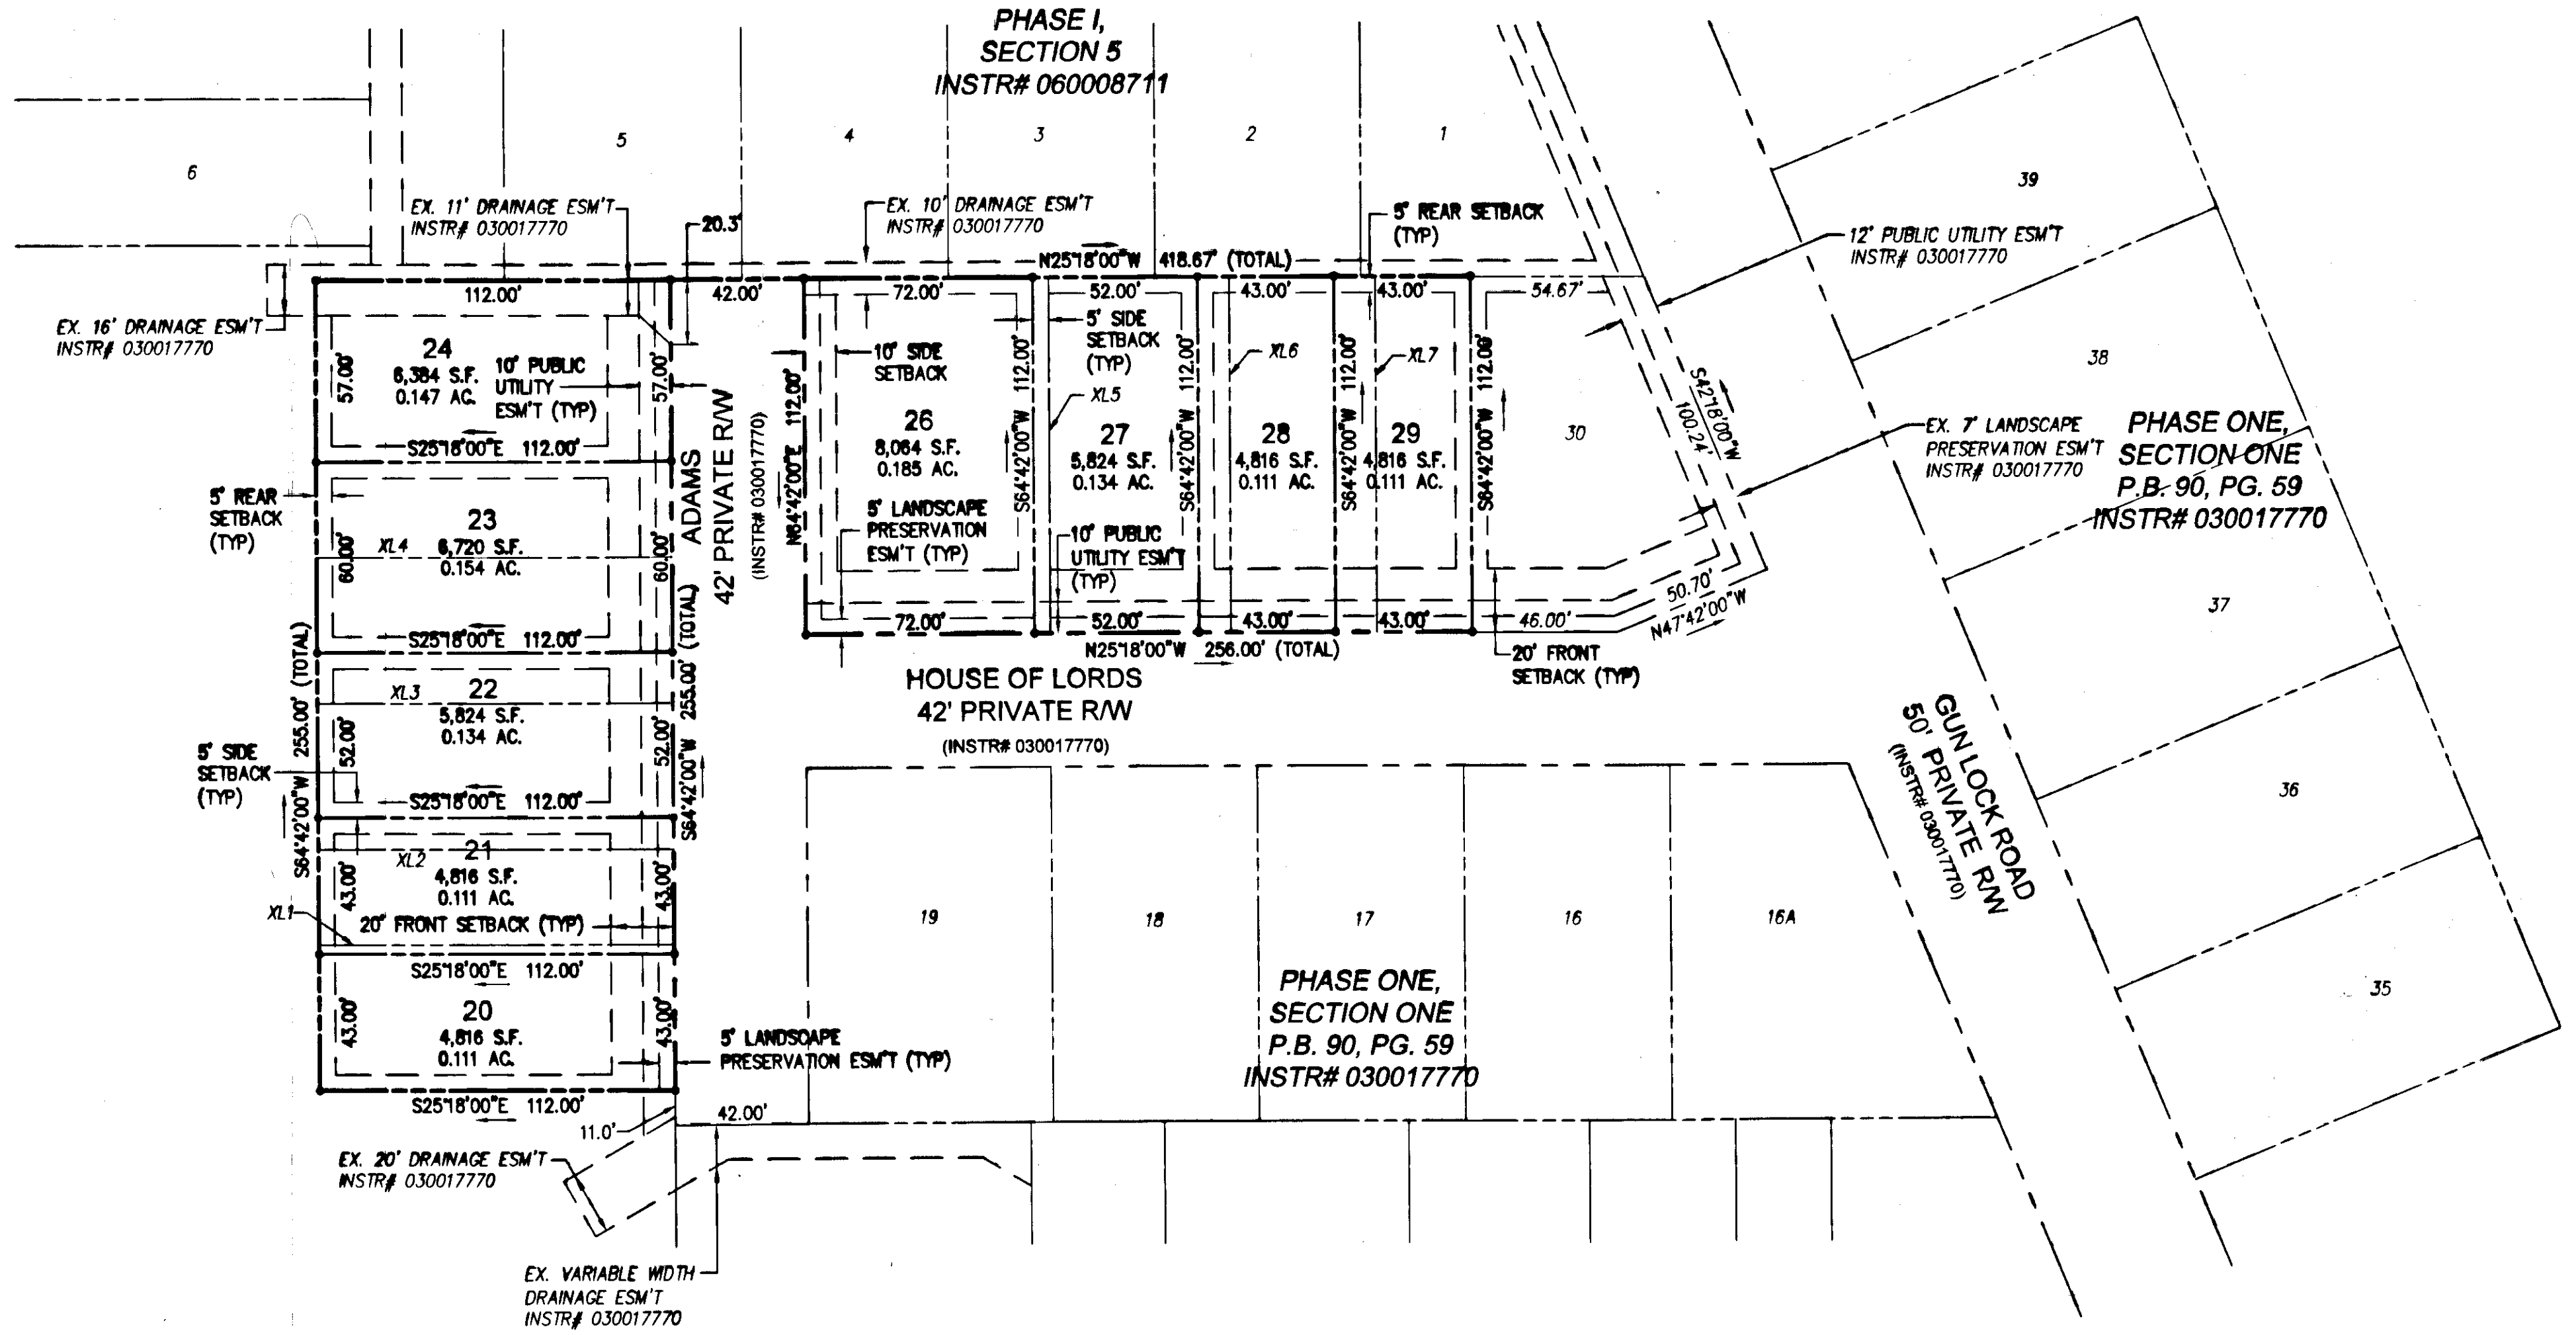 PHASE I,
SECTION 5
INSTR# 060008711
6
5
4
3
2
1
EX. 11' DRAINAGE ESM'T
INSTR# 030017770
20.3'
EX. 10' DRAINAGE ESM'T
INSTR# 030017770
5' REAR SETBACK
(TYP)
N25°18'00"W 418.67' (TOTAL)
12' PUBLIC UTILITY ESM'T
INSTR# 030017770
39
38
37
36
35
EX. 16' DRAINAGE ESM'T
INSTR# 030017770
112.00'
42.00'
72.00'
52.00'
43.00'
43.00'
54.67'
24
6,384 S.F.
0.147 AC.
57.00'
57.00'
10' PUBLIC
UTILITY
ESM'T (TYP)
S25°18'00"E 112.00'
5' REAR
SETBACK
(TYP)
23
6,720 S.F.
0.154 AC.
XL4
60.00'
60.00'
S25°18'00"E 112.00'
S64°42'00"W 255.00' (TOTAL)
22
5,824 S.F.
0.134 AC.
XL3
52.00'
52.00'
5' SIDE
SETBACK
(TYP)
S25°18'00"E 112.00'
S64°42'00"W 255.00' (TOTAL)
21
4,816 S.F.
0.111 AC.
XL2
43.00'
43.00'
XL1
20' FRONT SETBACK (TYP)
S25°18'00"E 112.00'
20
4,816 S.F.
0.111 AC.
43.00'
43.00'
5' LANDSCAPE
PRESERVATION ESM'T (TYP)
S25°18'00"E 112.00'
11.0'
42.00'
EX. 20' DRAINAGE ESM'T
INSTR# 030017770
EX. VARIABLE WIDTH
DRAINAGE ESM'T
INSTR# 030017770
ADAMS
42' PRIVATE R/W
(INSTR# 030017770)
N64°42'00"E 112.00'
10' SIDE
SETBACK
26
8,064 S.F.
0.185 AC.
5' LANDSCAPE
PRESERVATION
ESM'T (TYP)
S64°42'00"W 112.00'
5' SIDE
SETBACK
(TYP)
XL5
27
5,824 S.F.
0.134 AC.
10' PUBLIC
UTILITY ESM'T
(TYP)
S64°42'00"W 112.00'
XL6
28
4,816 S.F.
0.111 AC.
S64°42'00"W 112.00'
XL7
29
4,816 S.F.
0.111 AC.
S64°42'00"W 112.00'
30
S42°18'00"W
100.24'
EX. 7' LANDSCAPE
PRESERVATION ESM'T
INSTR# 030017770
PHASE ONE,
SECTION ONE
P.B. 90, PG. 59
INSTR# 030017770
72.00'
52.00'
43.00'
43.00'
46.00'
50.70'
N47°42'00"W
N25°18'00"W 256.00' (TOTAL)
20' FRONT
SETBACK (TYP)
HOUSE OF LORDS
42' PRIVATE R/W
(INSTR# 030017770)
GUN LOCK ROAD
50' PRIVATE R/W
(INSTR# 030017770)
19
18
17
16
16A
PHASE ONE,
SECTION ONE
P.B. 90, PG. 59
INSTR# 030017770